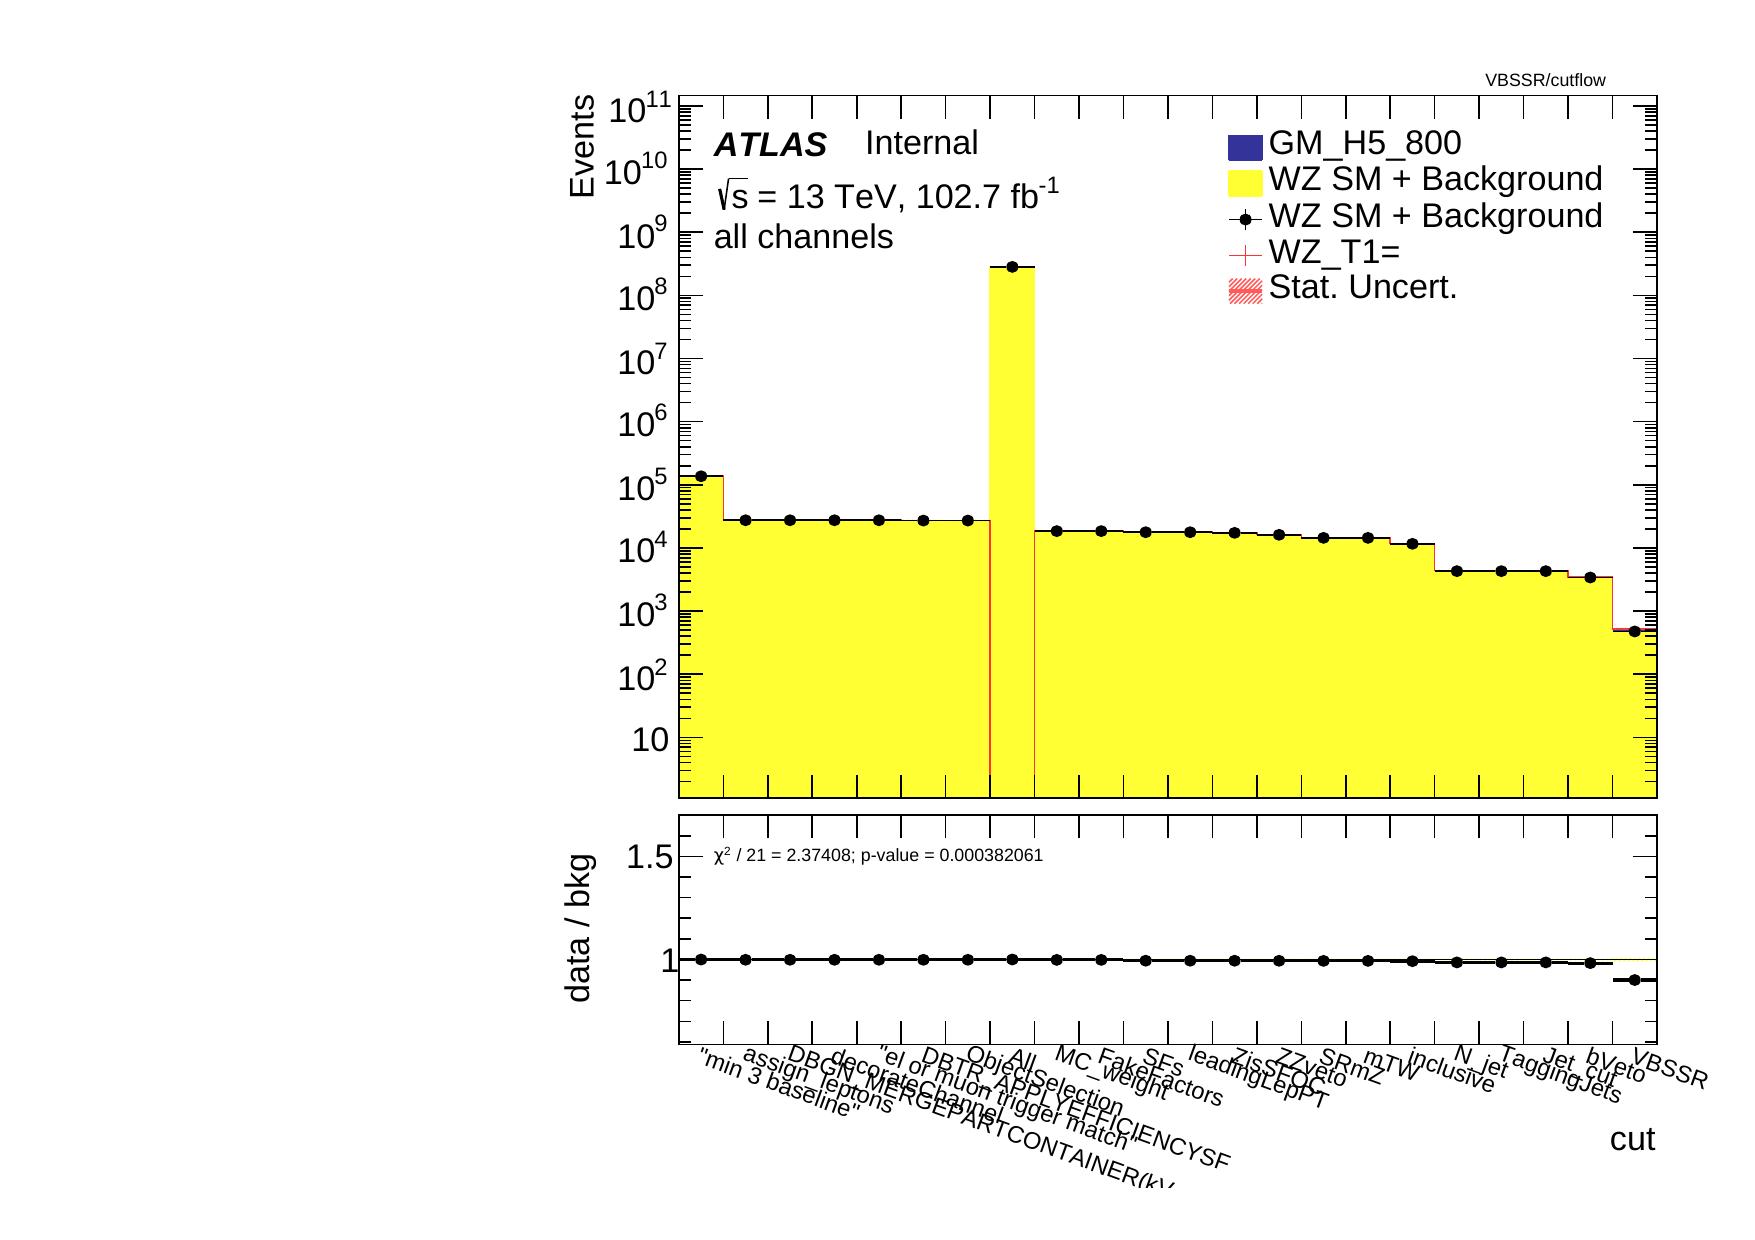 VBSSR/cutflow
Events
10^11
10^10
10^9
10^8
10^7
10^6
10^5
10^4
10^3
10^2
10
ATLAS Internal
√s = 13 TeV, 102.7 fb^-1
all channels
GM_H5_800
WZ SM + Background
WZ SM + Background
WZ_T1=
Stat. Uncert.
data / bkg
1.5
1
χ² / 21 = 2.37408; p-value = 0.000382061
"min 3 baseline"
assign_leptons
DBGN_MERGEPARTCONTAINER(kV
decorateChannel
"el or muon trigger match"
DBTR_APPLYEFFICIENCYSF
ObjectSelection
All
MC_weight
FakeFactors
SFs
leadingLepPT
ZisSFOC
ZZveto
SRmZ
mTW
inclusive
N_jet
TaggingJets
Jet_cut
bVeto
VBSSR
cut